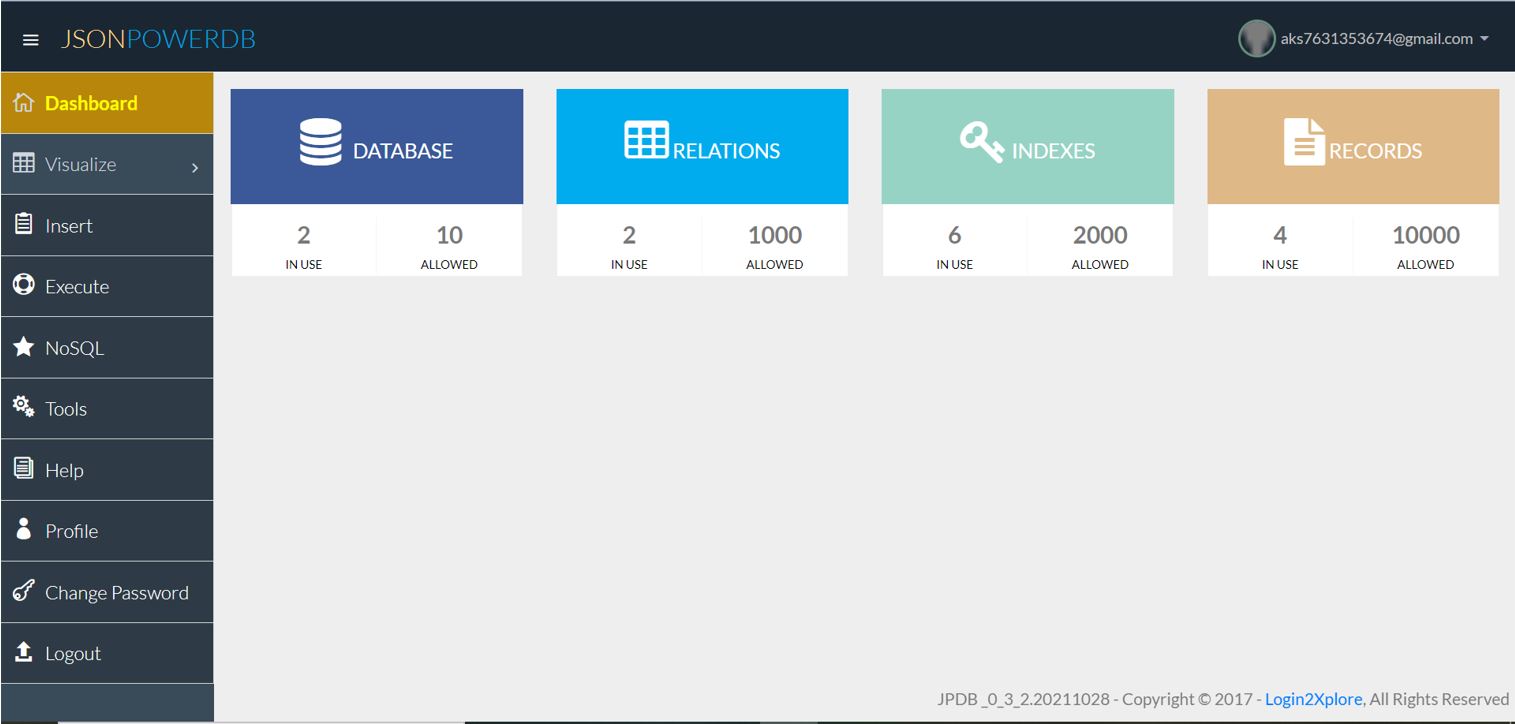 JSONPOWERDB
aks7631353674@gmail.com
Dashboard
Visualize
Insert
Execute
NoSQL
Tools
Help
Profile
Change Password
Logout
DATABASE
2
10
IN USE
ALLOWED
RELATIONS
2
1000
IN USE
ALLOWED
INDEXES
6
2000
IN USE
ALLOWED
RECORDS
4
10000
IN USE
ALLOWED
JPDB _0_3_2.20211028 - Copyright © 2017 - Login2Xplore, All Rights Reserved